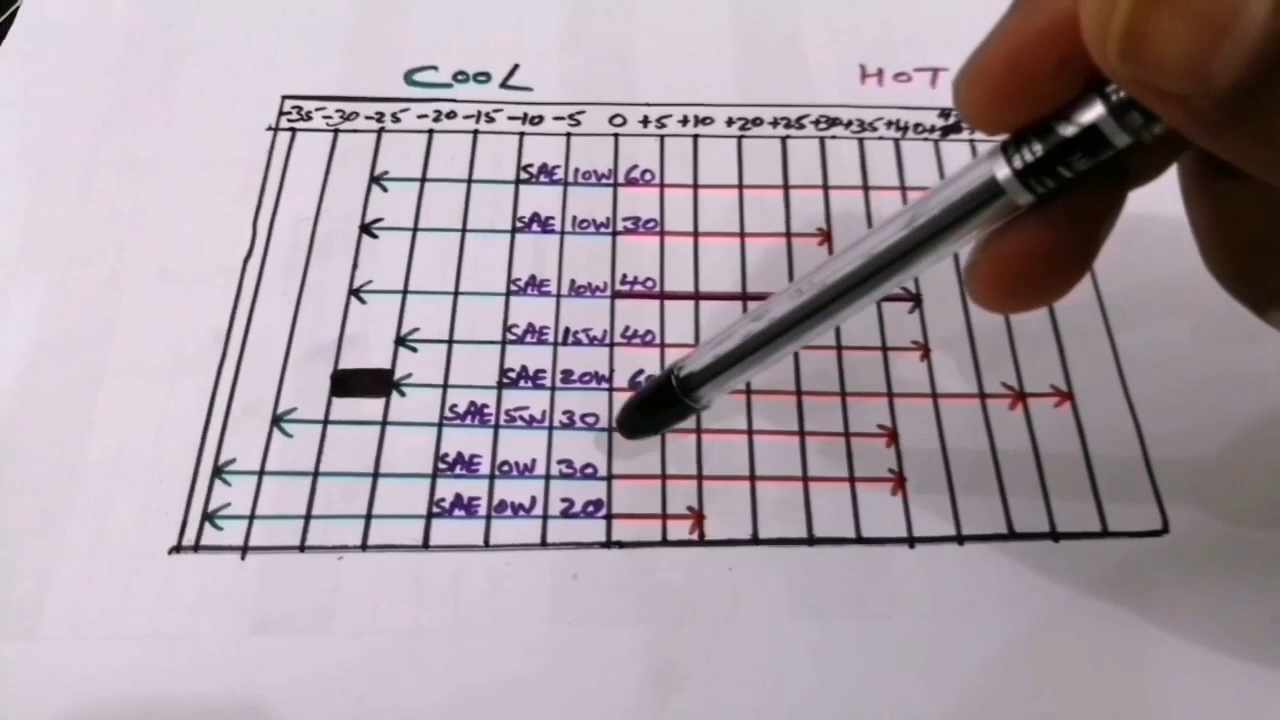 COOL HOT
-35 -30 -25 -20 -15 -10 -5 0 +5 +10 +20 +25 +30 +35 +40
SAE 10W 60
SAE 10W 30
SAE 10W 40
SAE 15W 40
SAE 20W 60
SAE 5W 30
SAE 0W 30
SAE 0W 20